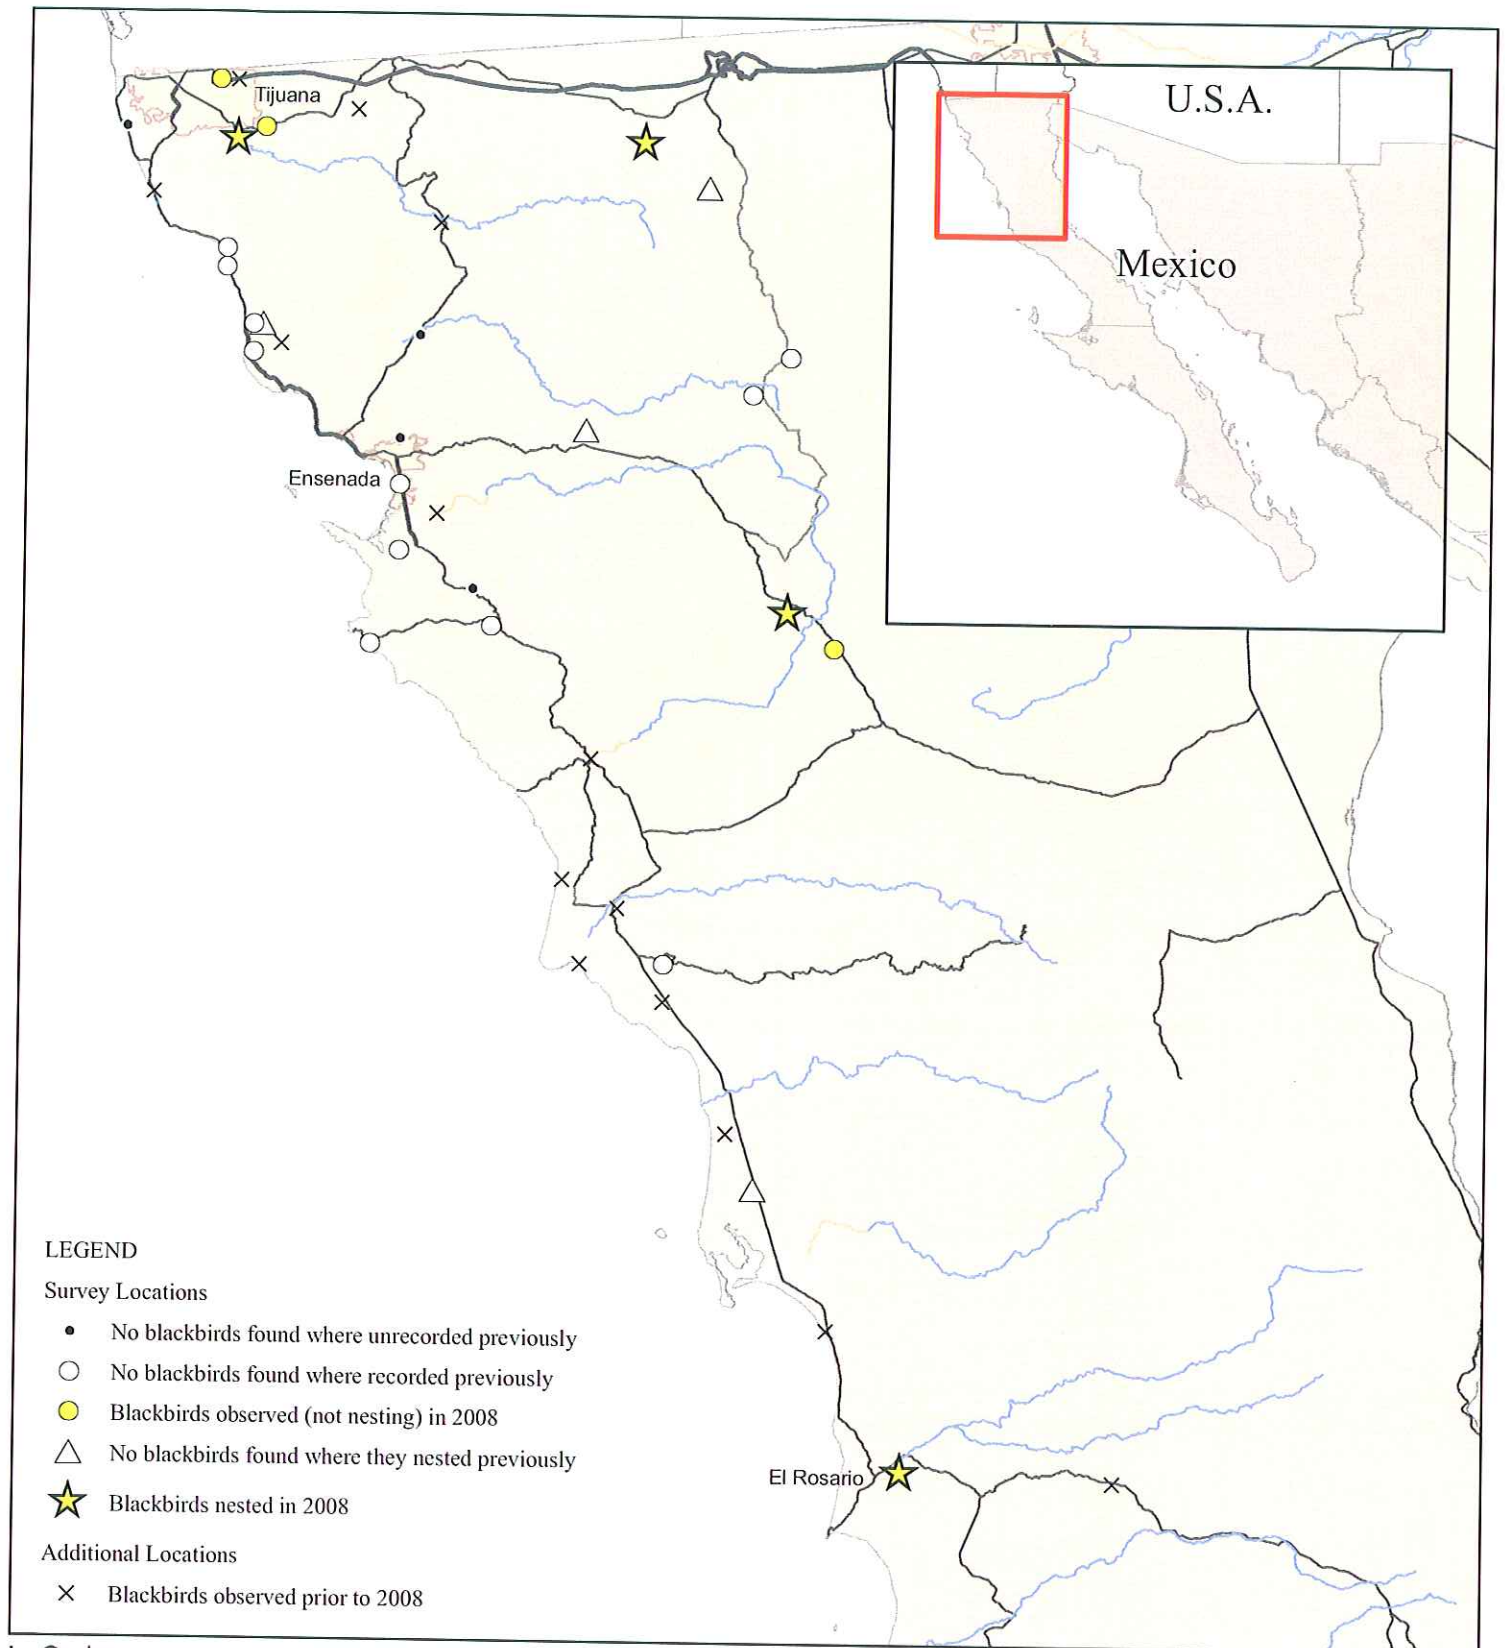 U.S.A.
Tijuana
Mexico
Ensenada
El Rosario
LEGEND
Survey Locations
No blackbirds found where unrecorded previously
No blackbirds found where recorded previously
Blackbirds observed (not nesting) in 2008
No blackbirds found where they nested previously
Blackbirds nested in 2008
Additional Locations
Blackbirds observed prior to 2008